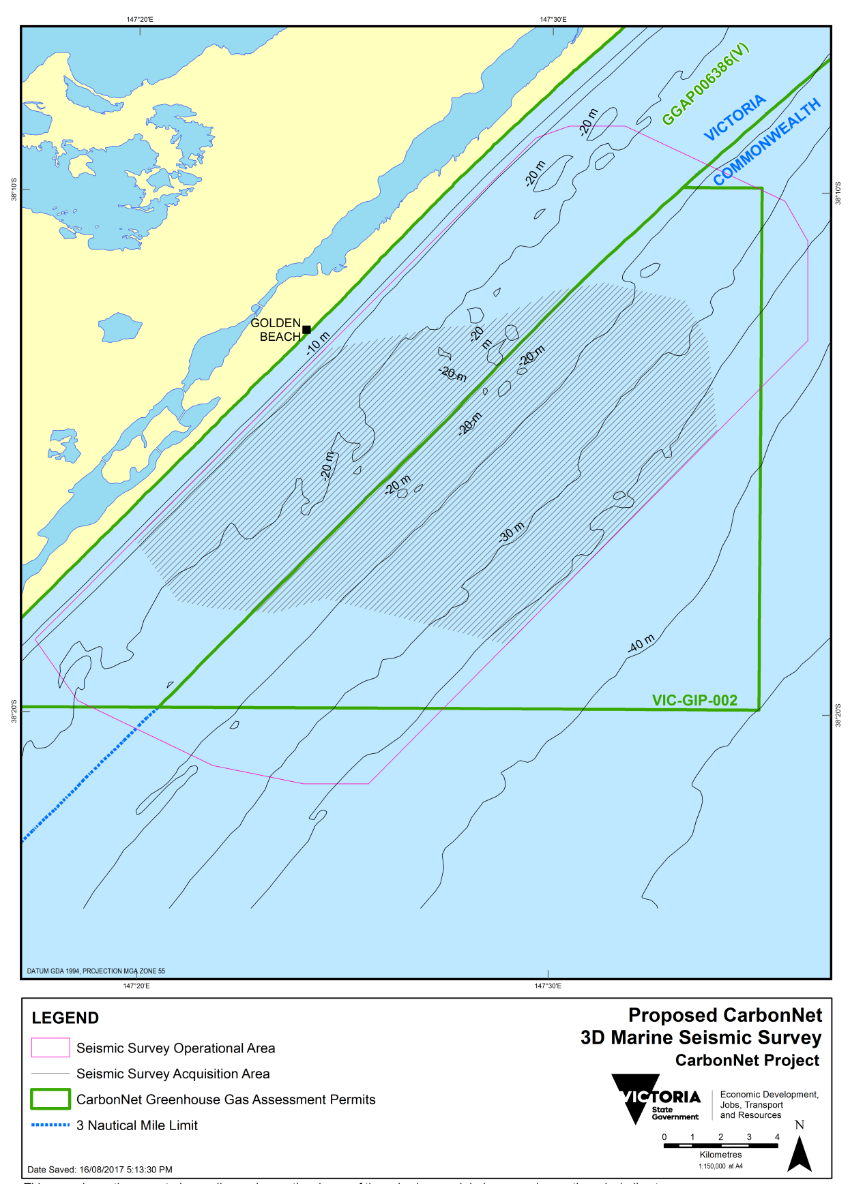 147°20'E
147°30'E
-20 m
GGAP006386(V)
VICTORIA
COMMONWEALTH
-20 m
38°10'S
38°10'S
GOLDEN
BEACH
-10 m
-20
m
-20 m
-20 m
-20 m
-20 m
-20 m
-30 m
-40 m
VIC-GIP-002
38°20'S
38°20'S
DATUM GDA 1994, PROJECTION MGA ZONE 55
147°20'E
147°30'E
LEGEND
Seismic Survey Operational Area
Seismic Survey Acquisition Area
CarbonNet Greenhouse Gas Assessment Permits
3 Nautical Mile Limit
Date Saved: 16/08/2017 5:13:30 PM
Proposed CarbonNet
3D Marine Seismic Survey
CarbonNet Project
VICTORIA
State
Government
Economic Development,
Jobs, Transport
and Resources
N
0 1 2 3 4
Kilometres
1:150,000 at A4